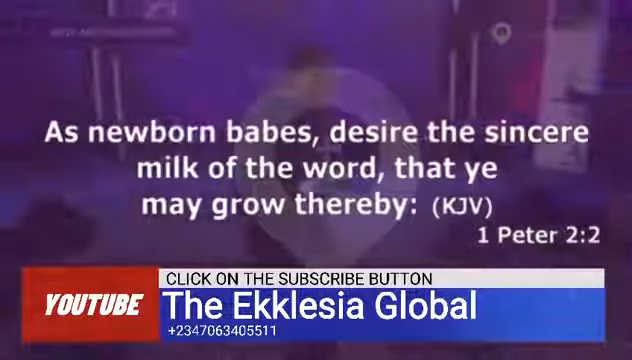 As newborn babes, desire the sincere
milk of the word, that ye
may grow thereby: (KJV)
1 Peter 2:2
CLICK ON THE SUBSCRIBE BUTTON
YOUTUBE
The Ekklesia Global
+2347063405511